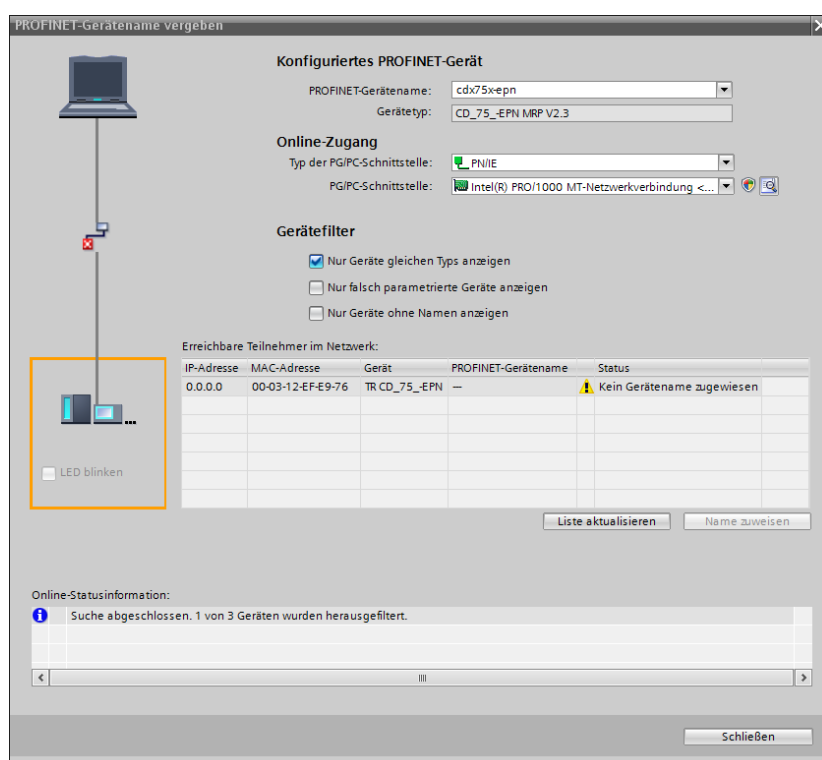 PROFINET-Gerätename vergeben
Konfiguriertes PROFINET-Gerät
PROFINET-Gerätename: cdx75x-epn
Gerätetyp: CD_75_-EPN MRP V2.3
Online-Zugang
Typ der PG/PC-Schnittstelle: PN/IE
PG/PC-Schnittstelle: Intel(R) PRO/1000 MT-Netzwerkverbindung <...
Gerätefilter
Nur Geräte gleichen Typs anzeigen
Nur falsch parametrierte Geräte anzeigen
Nur Geräte ohne Namen anzeigen
Erreichbare Teilnehmer im Netzwerk:
IP-Adresse MAC-Adresse Gerät PROFINET-Gerätename Status
0.0.0.0 00-03-12-EF-E9-76 TR CD_75_-EPN — Kein Gerätename zugewiesen
...
LED blinken
Liste aktualisieren Name zuweisen
Online-Statusinformation:
Suche abgeschlossen. 1 von 3 Geräten wurden herausgefiltert.
Schließen